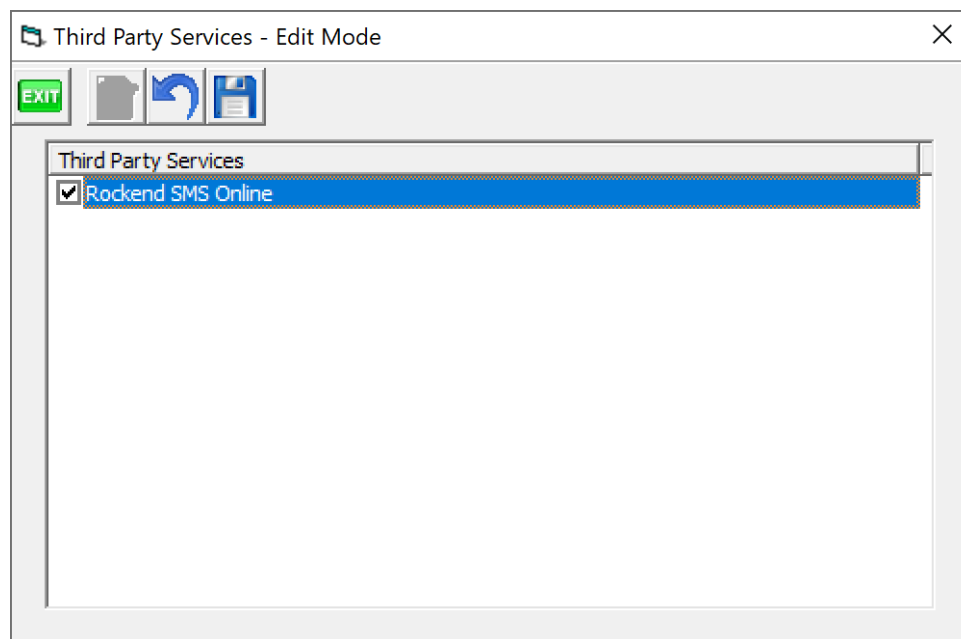 Third Party Services - Edit Mode
EXIT
Third Party Services
Rockend SMS Online